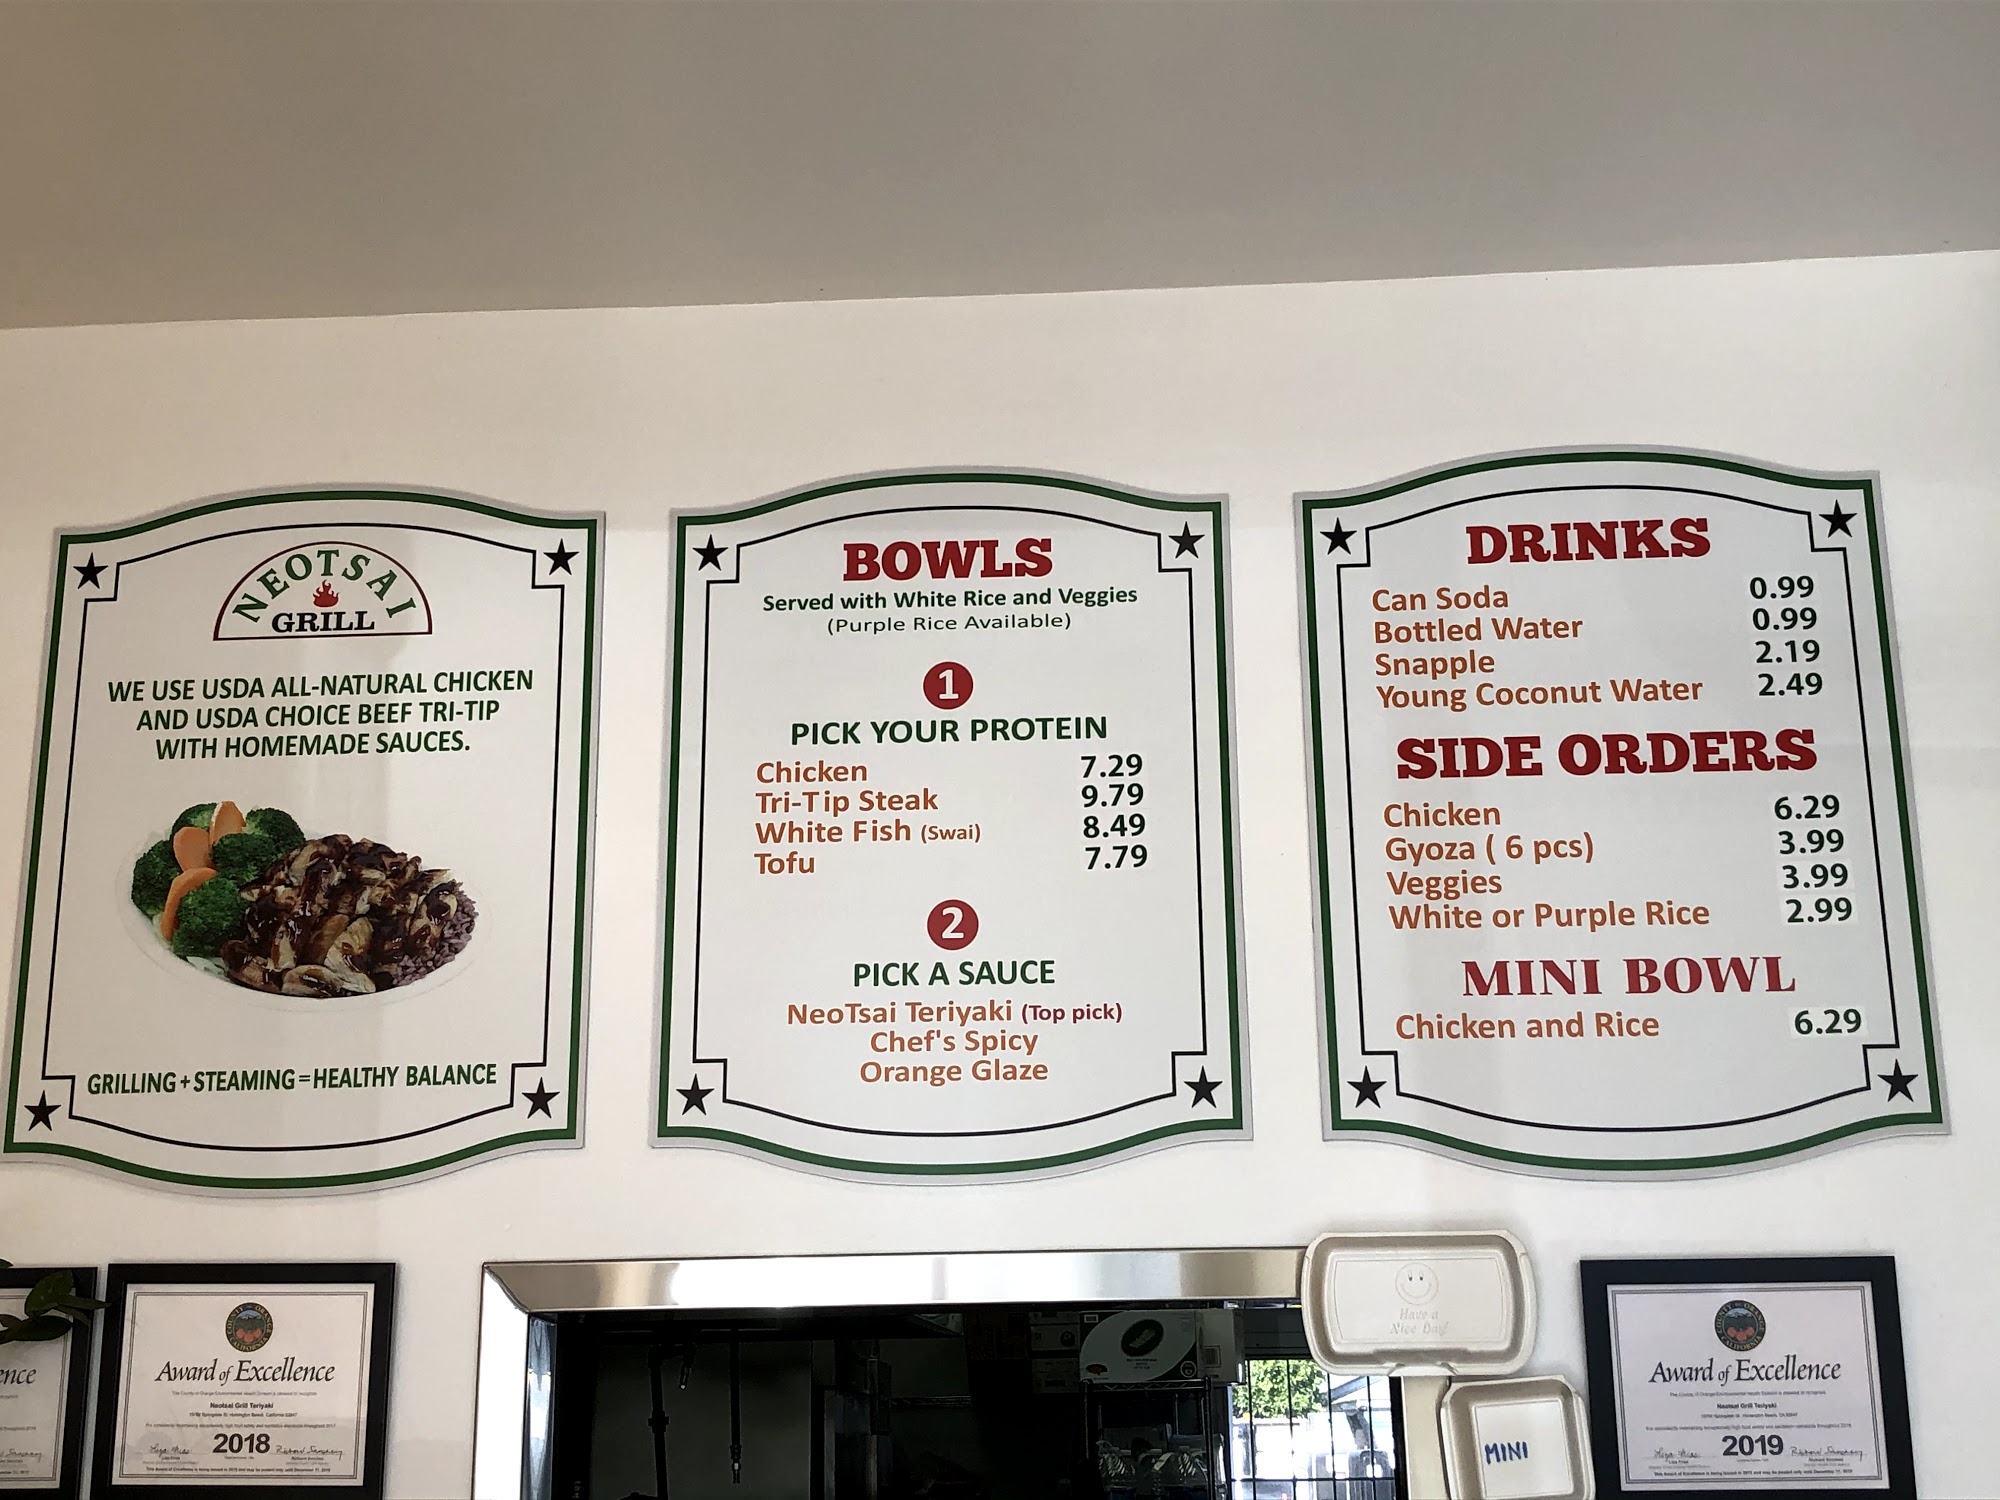 NEOTSAI
GRILL
WE USE USDA ALL-NATURAL CHICKEN
AND USDA CHOICE BEEF TRI-TIP
WITH HOMEMADE SAUCES.
GRILLING+STEAMING=HEALTHY BALANCE
BOWLS
Served with White Rice and Veggies
(Purple Rice Available)
1
PICK YOUR PROTEIN
Chicken 7.29
Tri-Tip Steak 9.79
White Fish (Swai) 8.49
Tofu 7.79
2
PICK A SAUCE
NeoTsai Teriyaki (Top pick)
Chef's Spicy
Orange Glaze
DRINKS
Can Soda 0.99
Bottled Water 0.99
Snapple 2.19
Young Coconut Water 2.49
SIDE ORDERS
Chicken 6.29
Gyoza ( 6 pcs) 3.99
Veggies 3.99
White or Purple Rice 2.99
MINI BOWL
Chicken and Rice 6.29
Award of Excellence
Neotsai Grill Teriyaki
2018
Have a
Nice Day!
MINI
Award of Excellence
Neotsai Grill Teriyaki
2019